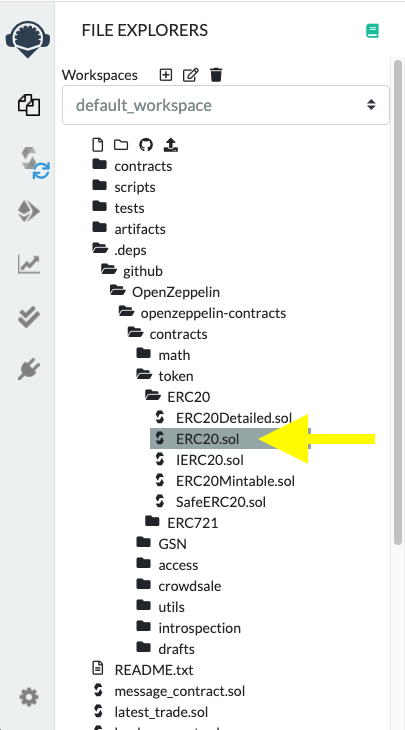 FILE EXPLORERS
Workspaces
default_workspace
contracts
scripts
tests
artifacts
.deps
github
OpenZeppelin
openzeppelin-contracts
contracts
math
token
ERC20
ERC20Detailed.sol
ERC20.sol
IERC20.sol
ERC20Mintable.sol
SafeERC20.sol
ERC721
GSN
access
crowdsale
utils
introspection
drafts
README.txt
message_contract.sol
latest_trade.sol